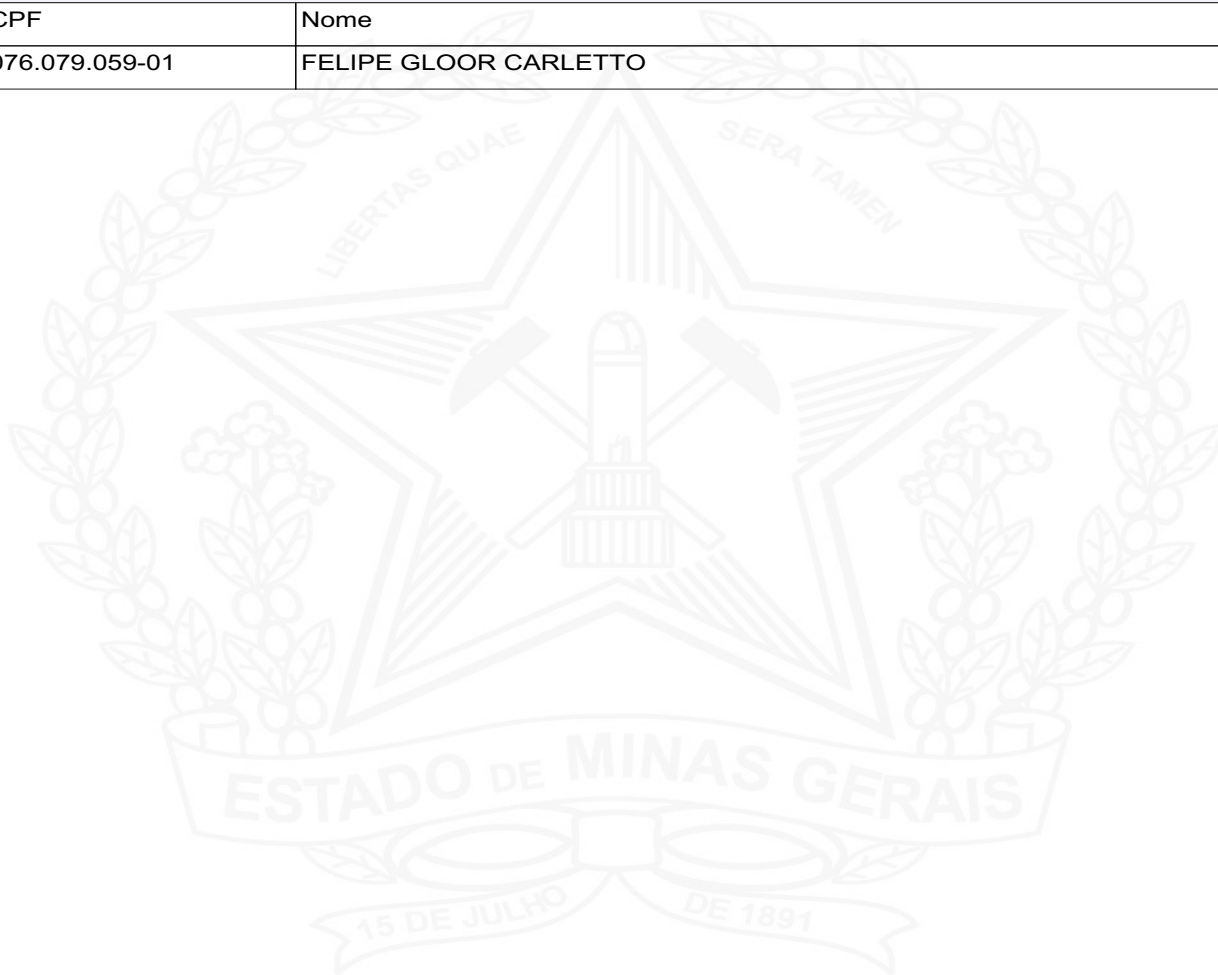 CPF Nome
076.079.059-01 FELIPE GLOOR CARLETTO
LIBERTAS QUAE SERA TAMEN
ESTADO DE MINAS GERAIS
15 DE JULHO DE 1891